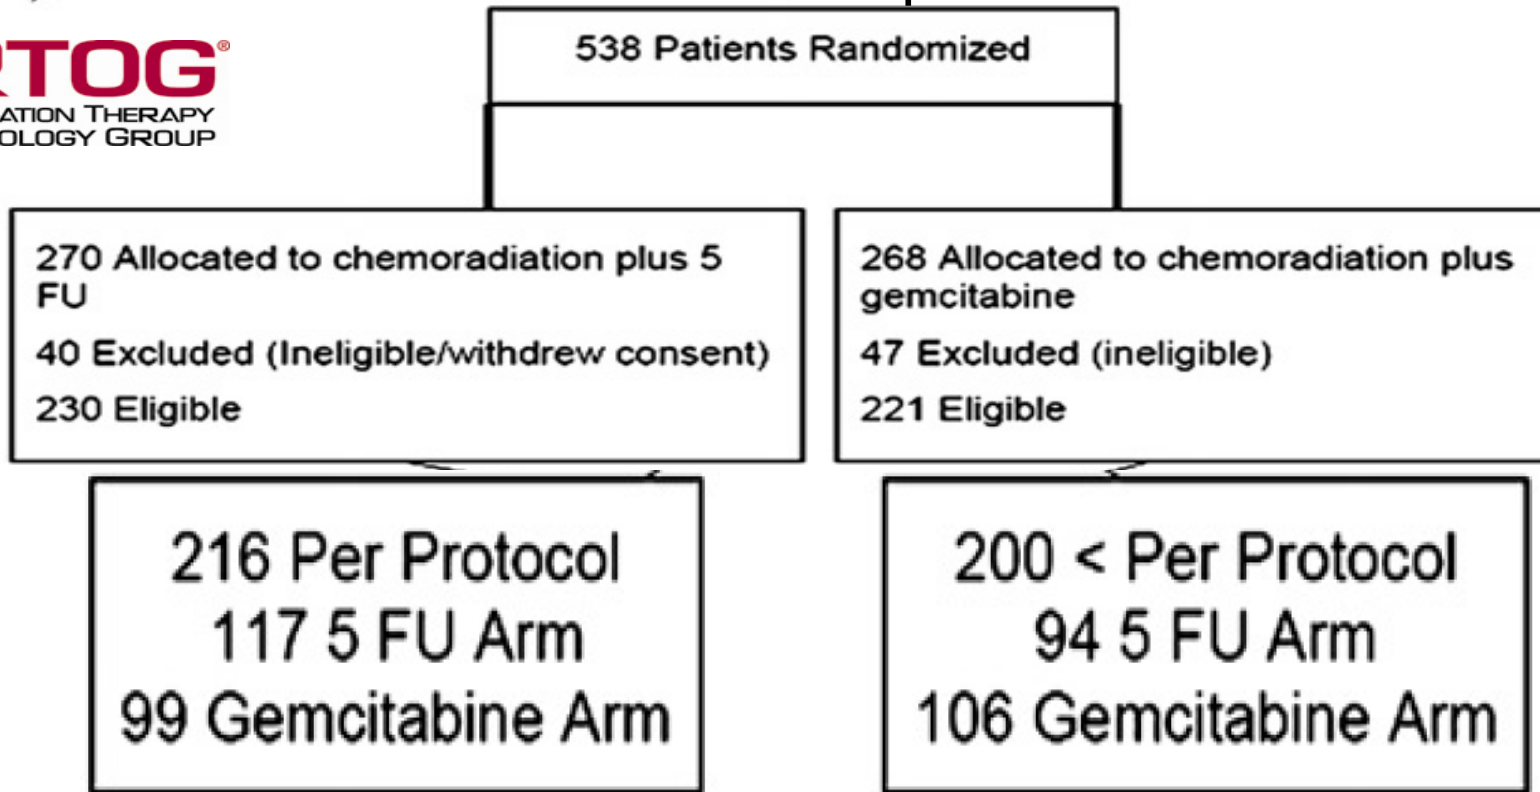 RTOG®
ATION THERAPY
OLOGY GROUP
538 Patients Randomized
270 Allocated to chemoradiation plus 5
FU
40 Excluded (Ineligible/withdrew consent)
230 Eligible
268 Allocated to chemoradiation plus
gemcitabine
47 Excluded (ineligible)
221 Eligible
216 Per Protocol
117 5 FU Arm
99 Gemcitabine Arm
200 < Per Protocol
94 5 FU Arm
106 Gemcitabine Arm